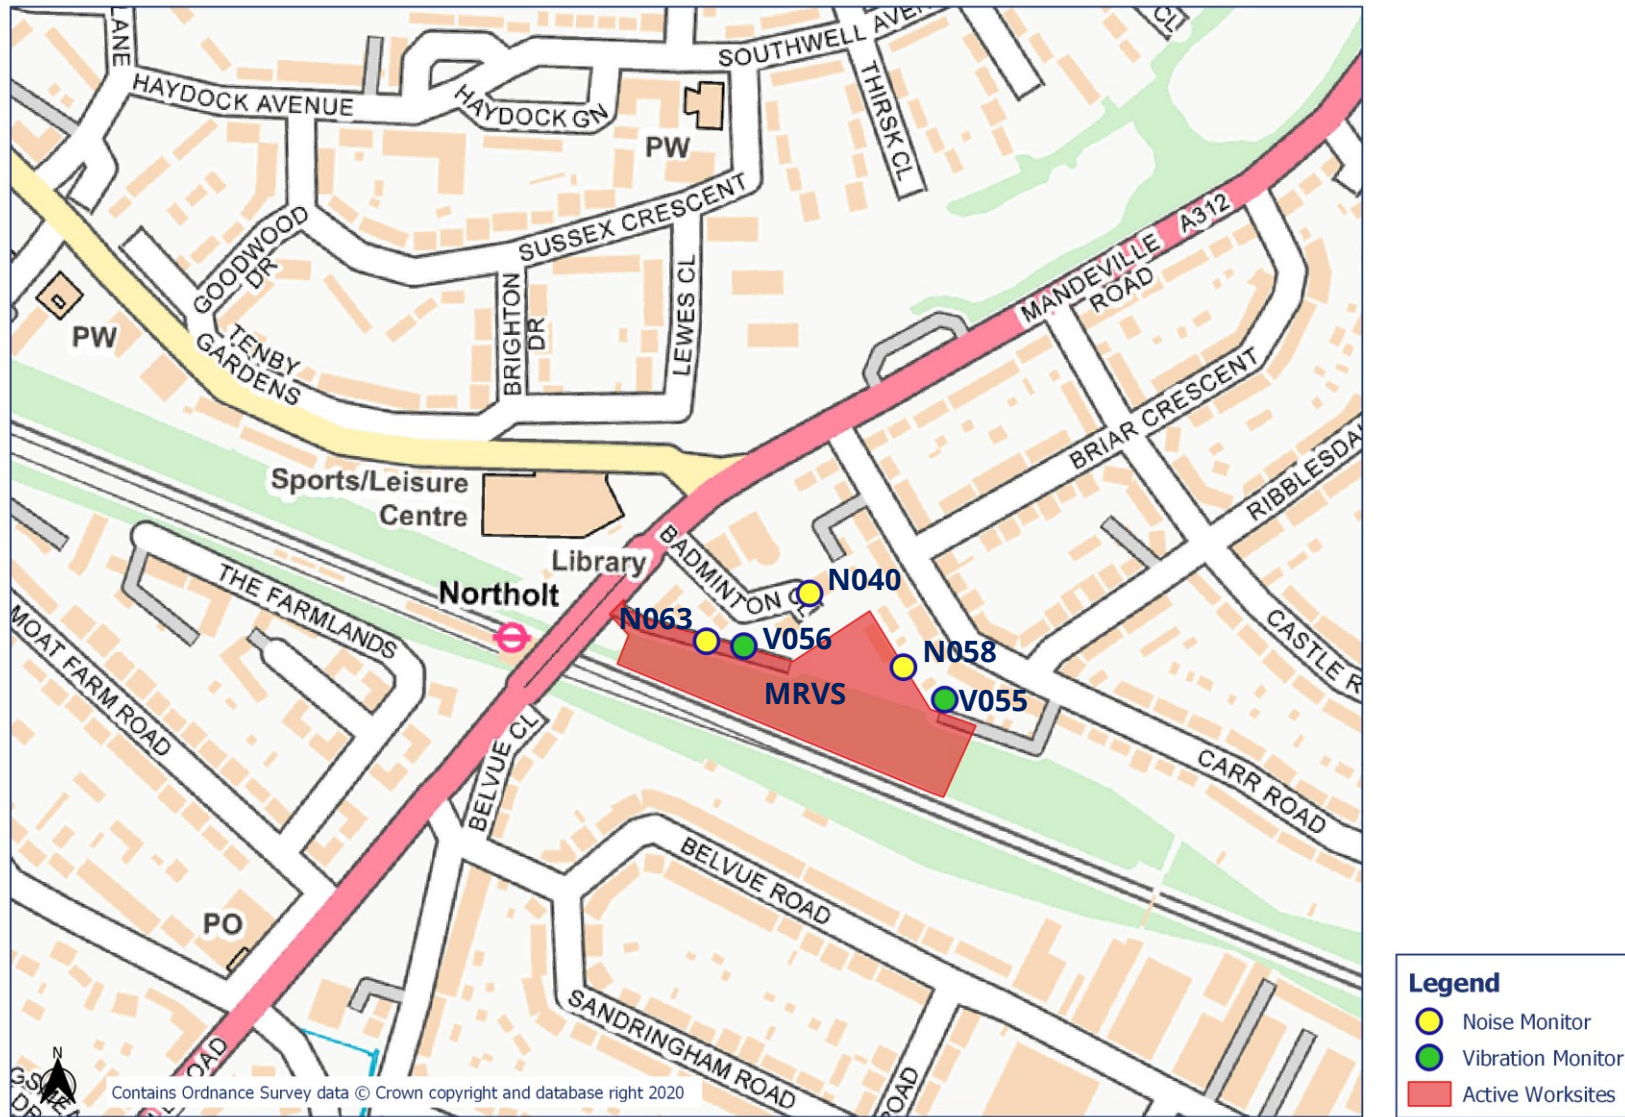 LANE
HAYDOCK AVENUE
HAYDOCK GN
SOUTHWELL AVEN
CL
THIRSK CL
PW
SUSSEX CRESCENT
GOODWOOD
DR
MANDEVILLE
ROAD
A312
PW
TENBY
GARDENS
BRIGHTON
DR
LEWES CL
BRIAR CRESCENT
RIBBLESDA
Sports/Leisure
Centre
Library
BADMINTON CL
Northolt
THE FARMLANDS
N040
N063
V056
N058
MRVS
V055
CASTLE R
MOAT FARM ROAD
BELVUE CL
CARR ROAD
BELVUE ROAD
PO
SANDRINGHAM ROAD
ROAD
ROAD
DR
N
Contains Ordnance Survey data © Crown copyright and database right 2020
Legend
Noise Monitor
Vibration Monitor
Active Worksites